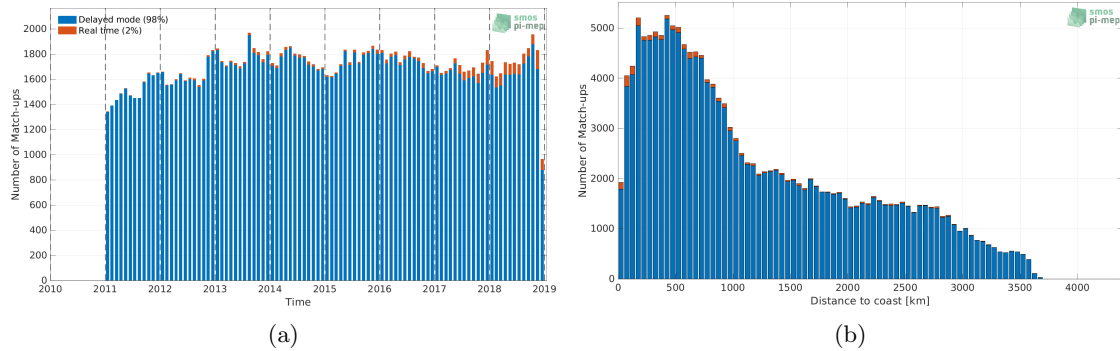 Delayed mode (98%)
Real time (2%)
smos
pi-mep
Number of Match-ups
2000
1800
1600
1400
1200
1000
800
600
400
200
0
2010 2011 2012 2013 2014 2015 2016 2017 2018 2019
Time
(a)
smos
pi-mep
Number of Match-ups
5000
4000
3000
2000
1000
0
0 500 1000 1500 2000 2500 3000 3500 4000
Distance to coast [km]
(b)